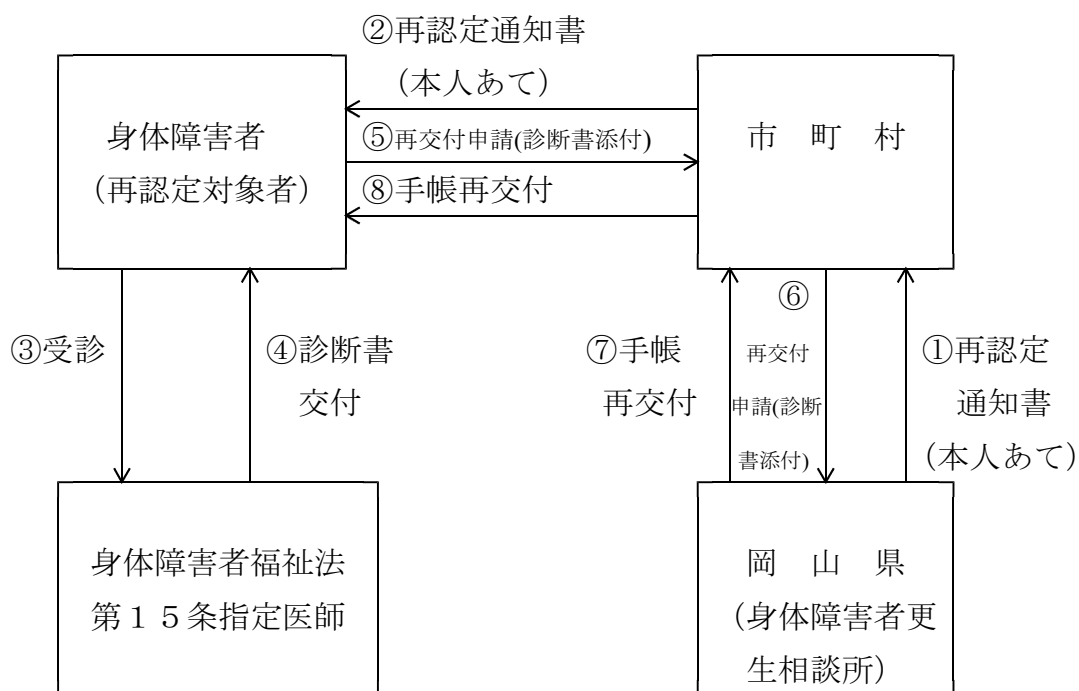 ②再認定通知書
(本人あて)
身体障害者
(再認定対象者)
⑤再交付申請(診断書添付)
⑧手帳再交付
市　町　村
③受診
④診断書
交付
⑦手帳
再交付
⑥
再交付
申請(診断
書添付)
①再認定
通知書
(本人あて)
身体障害者福祉法
第１５条指定医師
岡　山　県
(身体障害者更
生相談所)